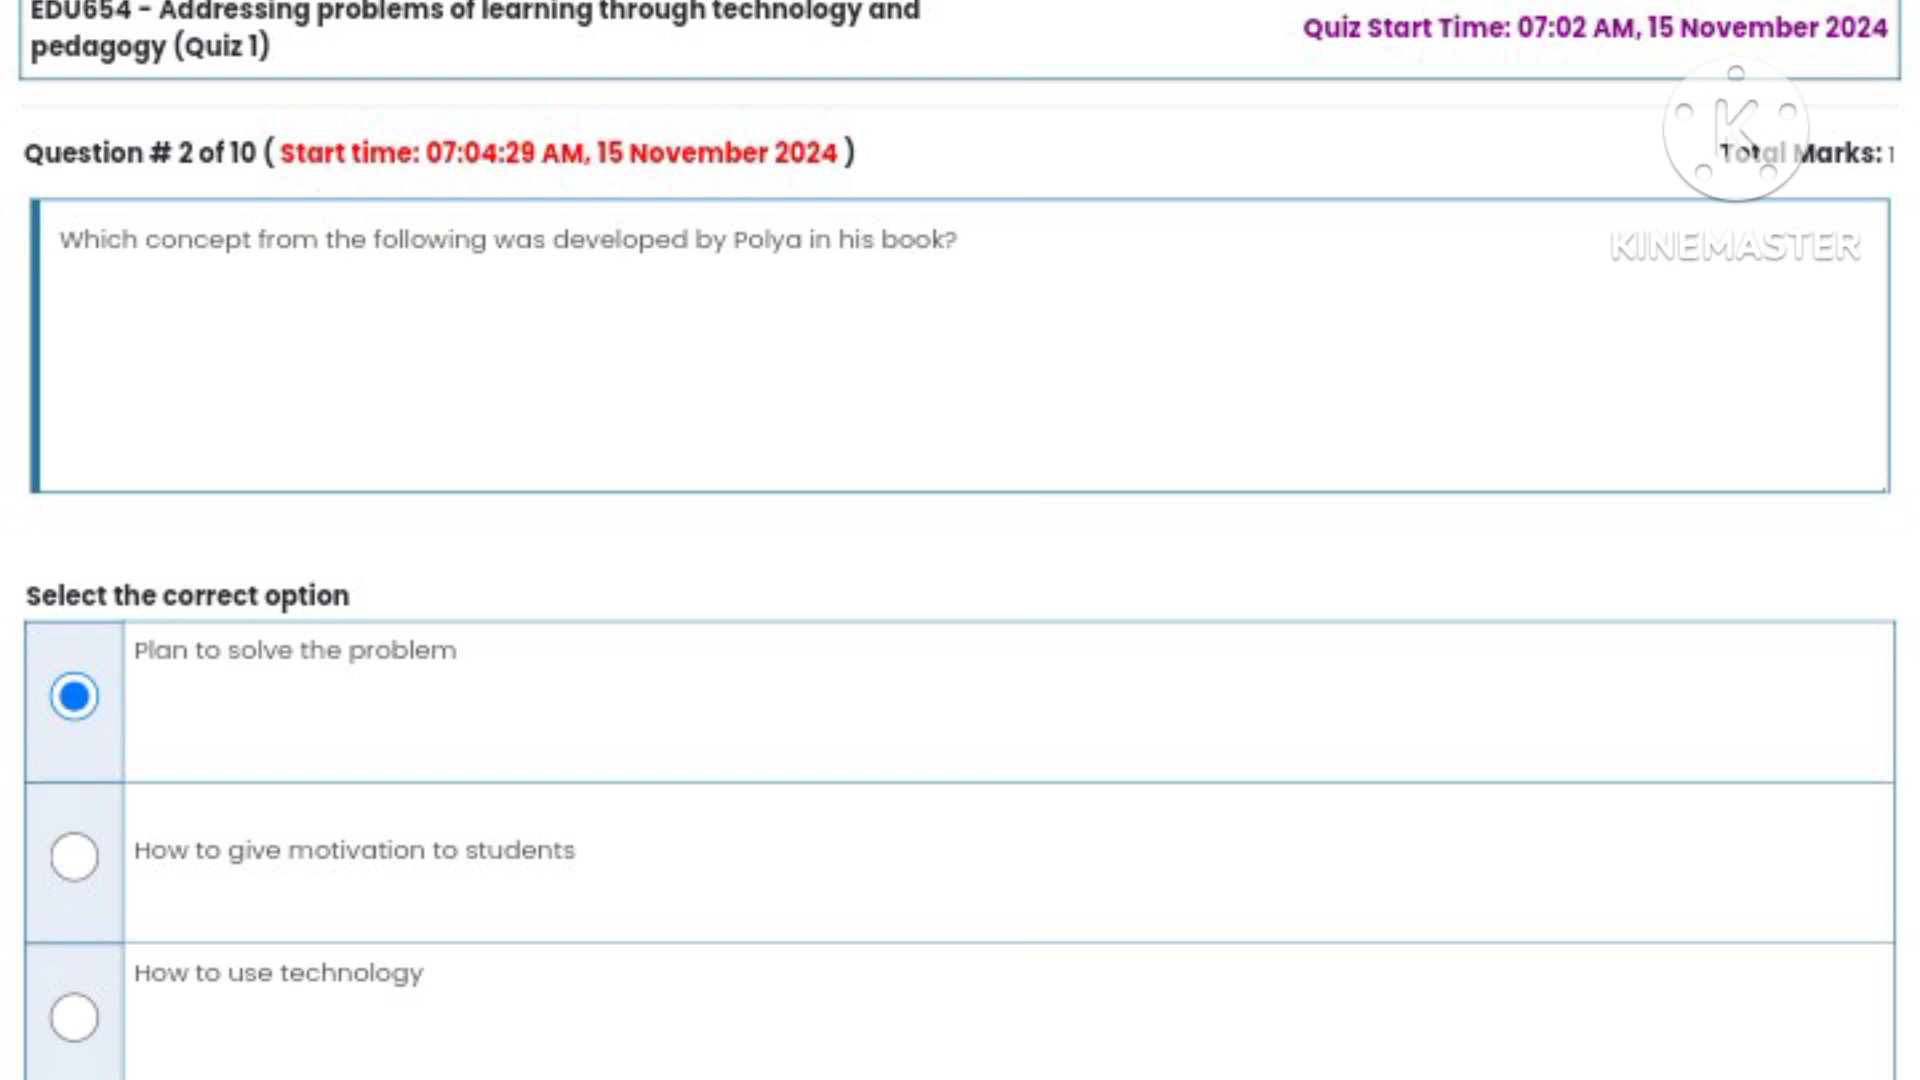 EDU654 - Addressing problems of learning through technology and
pedagogy (Quiz 1)
Quiz Start Time: 07:02 AM, 15 November 2024
Question # 2 of 10 ( Start time: 07:04:29 AM, 15 November 2024 )
Total Marks: 1
K
KINEMASTER
Which concept from the following was developed by Polya in his book?
Select the correct option
Plan to solve the problem
How to give motivation to students
How to use technology